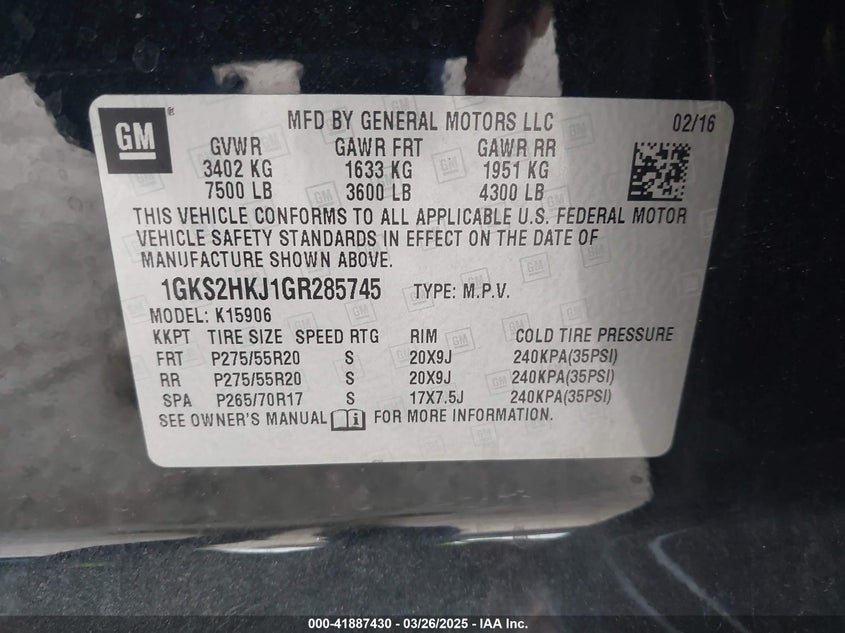 GM ® MFD BY GENERAL MOTORS LLC 02/16
GVWR GAWR FRT GAWR RR
3402 KG 1633 KG 1951 KG
7500 LB 3600 LB 4300 LB
THIS VEHICLE CONFORMS TO ALL APPLICABLE U.S. FEDERAL MOTOR
VEHICLE SAFETY STANDARDS IN EFFECT ON THE DATE OF
MANUFACTURE SHOWN ABOVE.
1GKS2HKJ1GR285745 TYPE: M.P.V.
MODEL: K15906
KKPT TIRE SIZE SPEED RTG RIM COLD TIRE PRESSURE
FRT P275/55R20 S 20X9J 240KPA(35PSI)
RR P275/55R20 S 20X9J 240KPA(35PSI)
SPA P265/70R17 S 17X7.5J 240KPA(35PSI)
SEE OWNER'S MANUAL i FOR MORE INFORMATION.
000-41887430 - 03/26/2025 - IAA Inc.